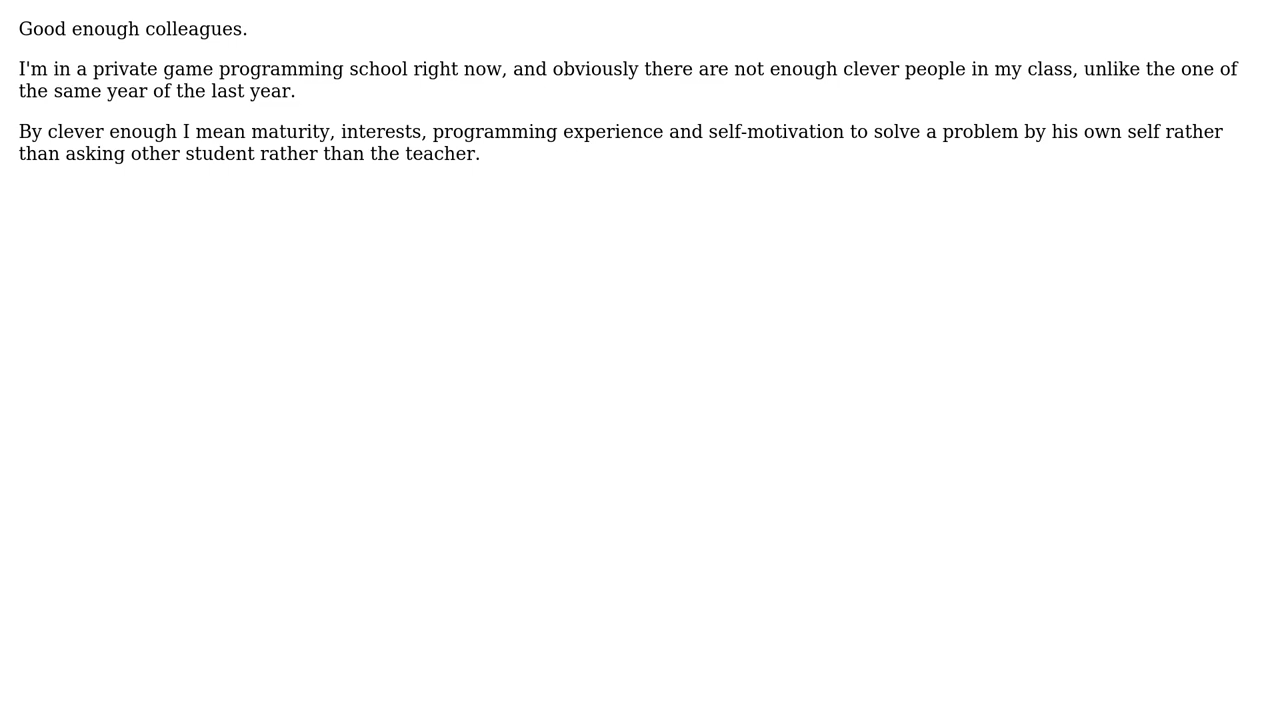 Good enough colleagues.
I'm in a private game programming school right now, and obviously there are not enough clever people in my class, unlike the one of
the same year of the last year.
By clever enough I mean maturity, interests, programming experience and self-motivation to solve a problem by his own self rather
than asking other student rather than the teacher.